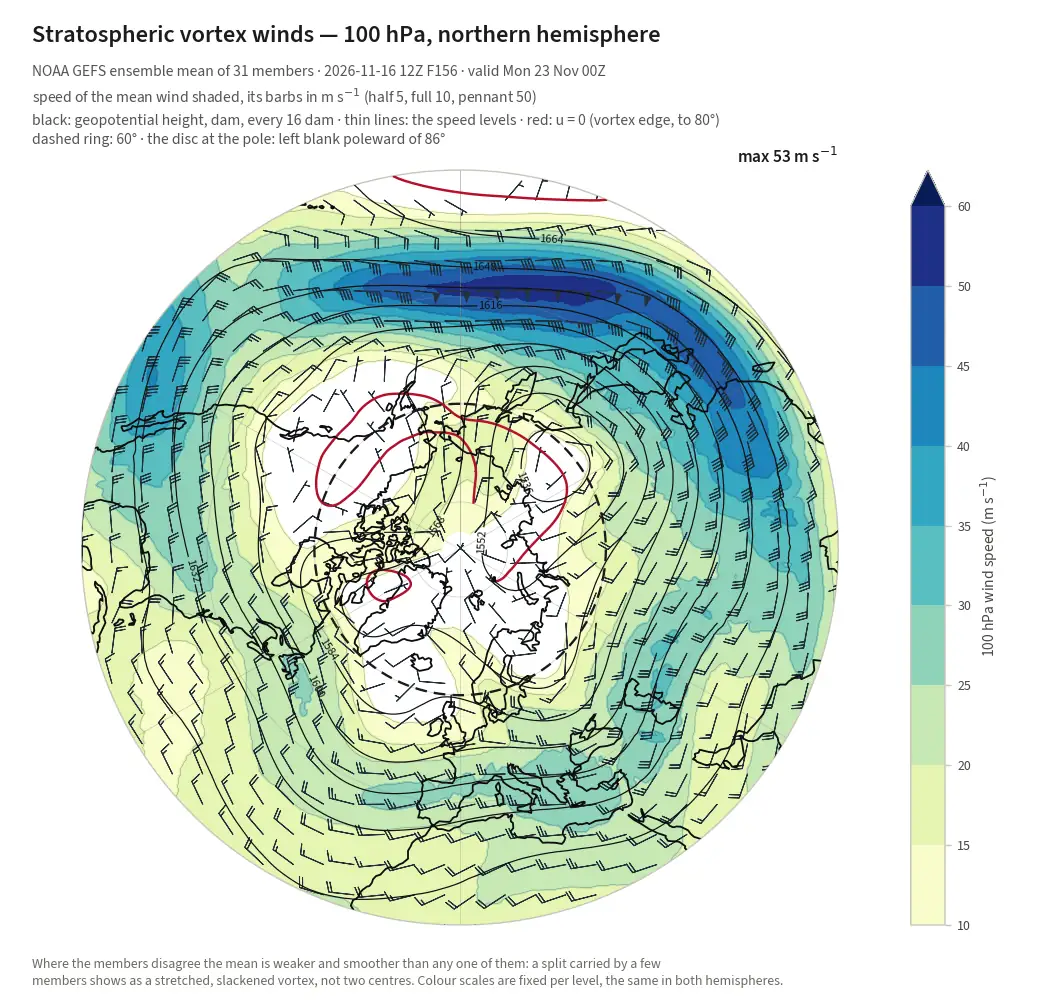 Stratospheric vortex winds — 100 hPa, northern hemisphere
NOAA GEFS ensemble mean of 31 members · 2026-11-16 12Z F156 · valid Mon 23 Nov 00Z
speed of the mean wind shaded, its barbs in m s⁻¹ (half 5, full 10, pennant 50)
black: geopotential height, dam, every 16 dam · thin lines: the speed levels · red: u = 0 (vortex edge, to 80°)
dashed ring: 60° · the disc at the pole: left blank poleward of 86°
max 53 m s⁻¹
60
50
45
40
35
30
25
20
15
10
100 hPa wind speed (m s⁻¹)
1664
1648
1616
1552
1568
1584
1632
Where the members disagree the mean is weaker and smoother than any one of them: a split carried by a few
members shows as a stretched, slackened vortex, not two centres. Colour scales are fixed per level, the same in both hemispheres.